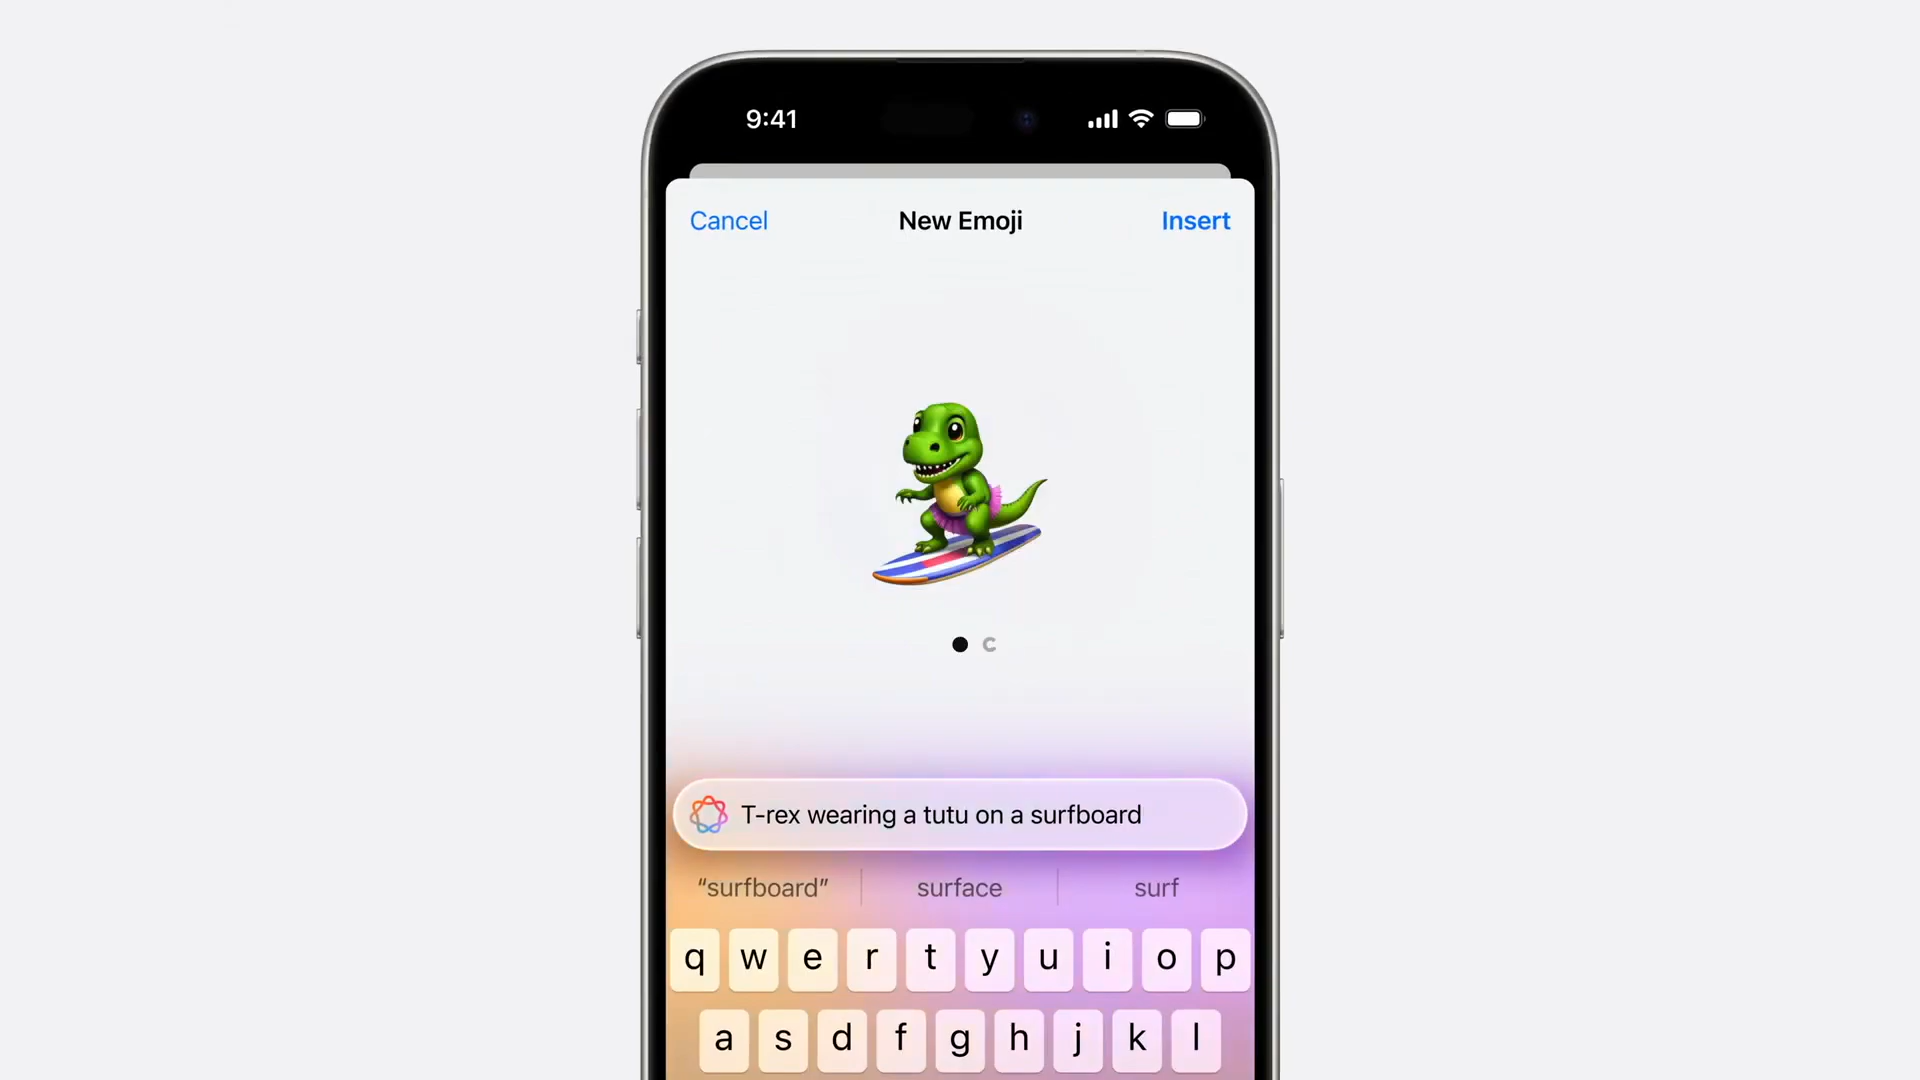 9:41
Cancel New Emoji Insert
T-rex wearing a tutu on a surfboard
“surfboard” surface surf
q w e r t y u i o p
a s d f g h j k l